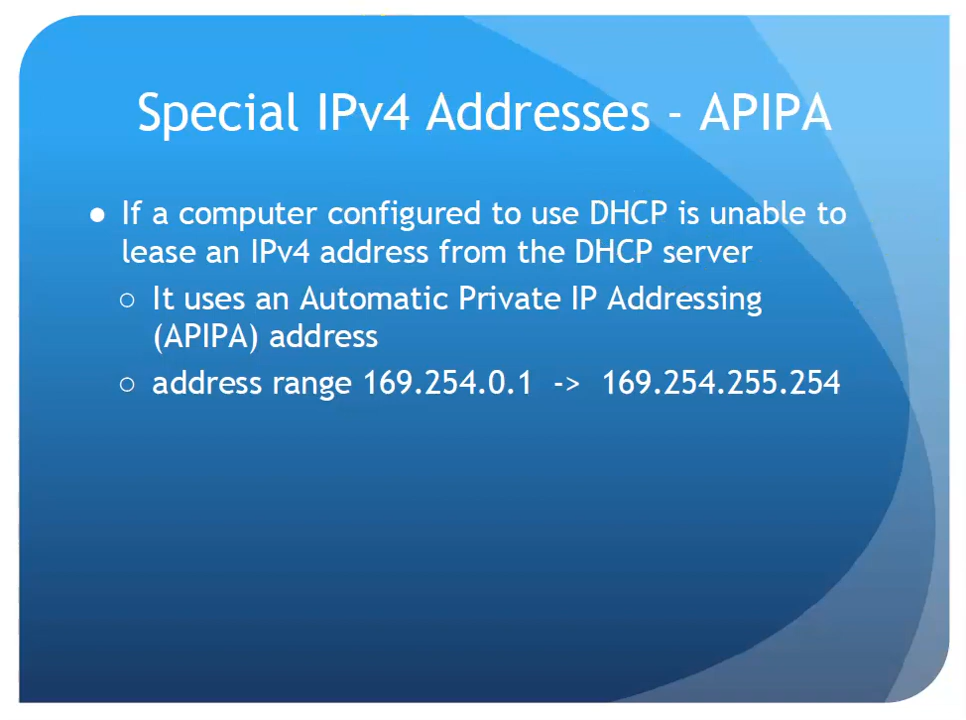 Special IPv4 Addresses - APIPA
● If a computer configured to use DHCP is unable to
lease an IPv4 address from the DHCP server
○ It uses an Automatic Private IP Addressing
(APIPA) address
○ address range 169.254.0.1 -> 169.254.255.254